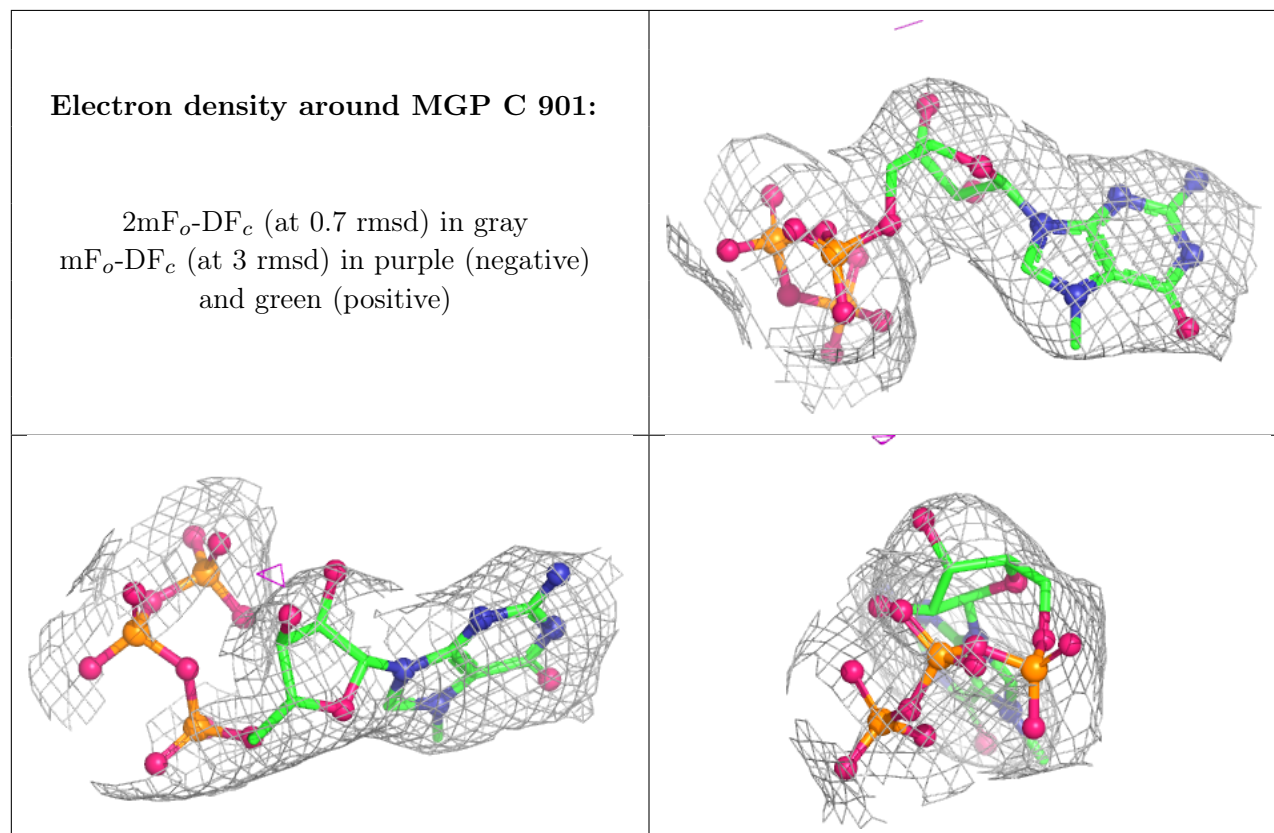 Electron density around MGP C 901:
2mFo-DFc (at 0.7 rmsd) in gray
mFo-DFc (at 3 rmsd) in purple (negative)
and green (positive)